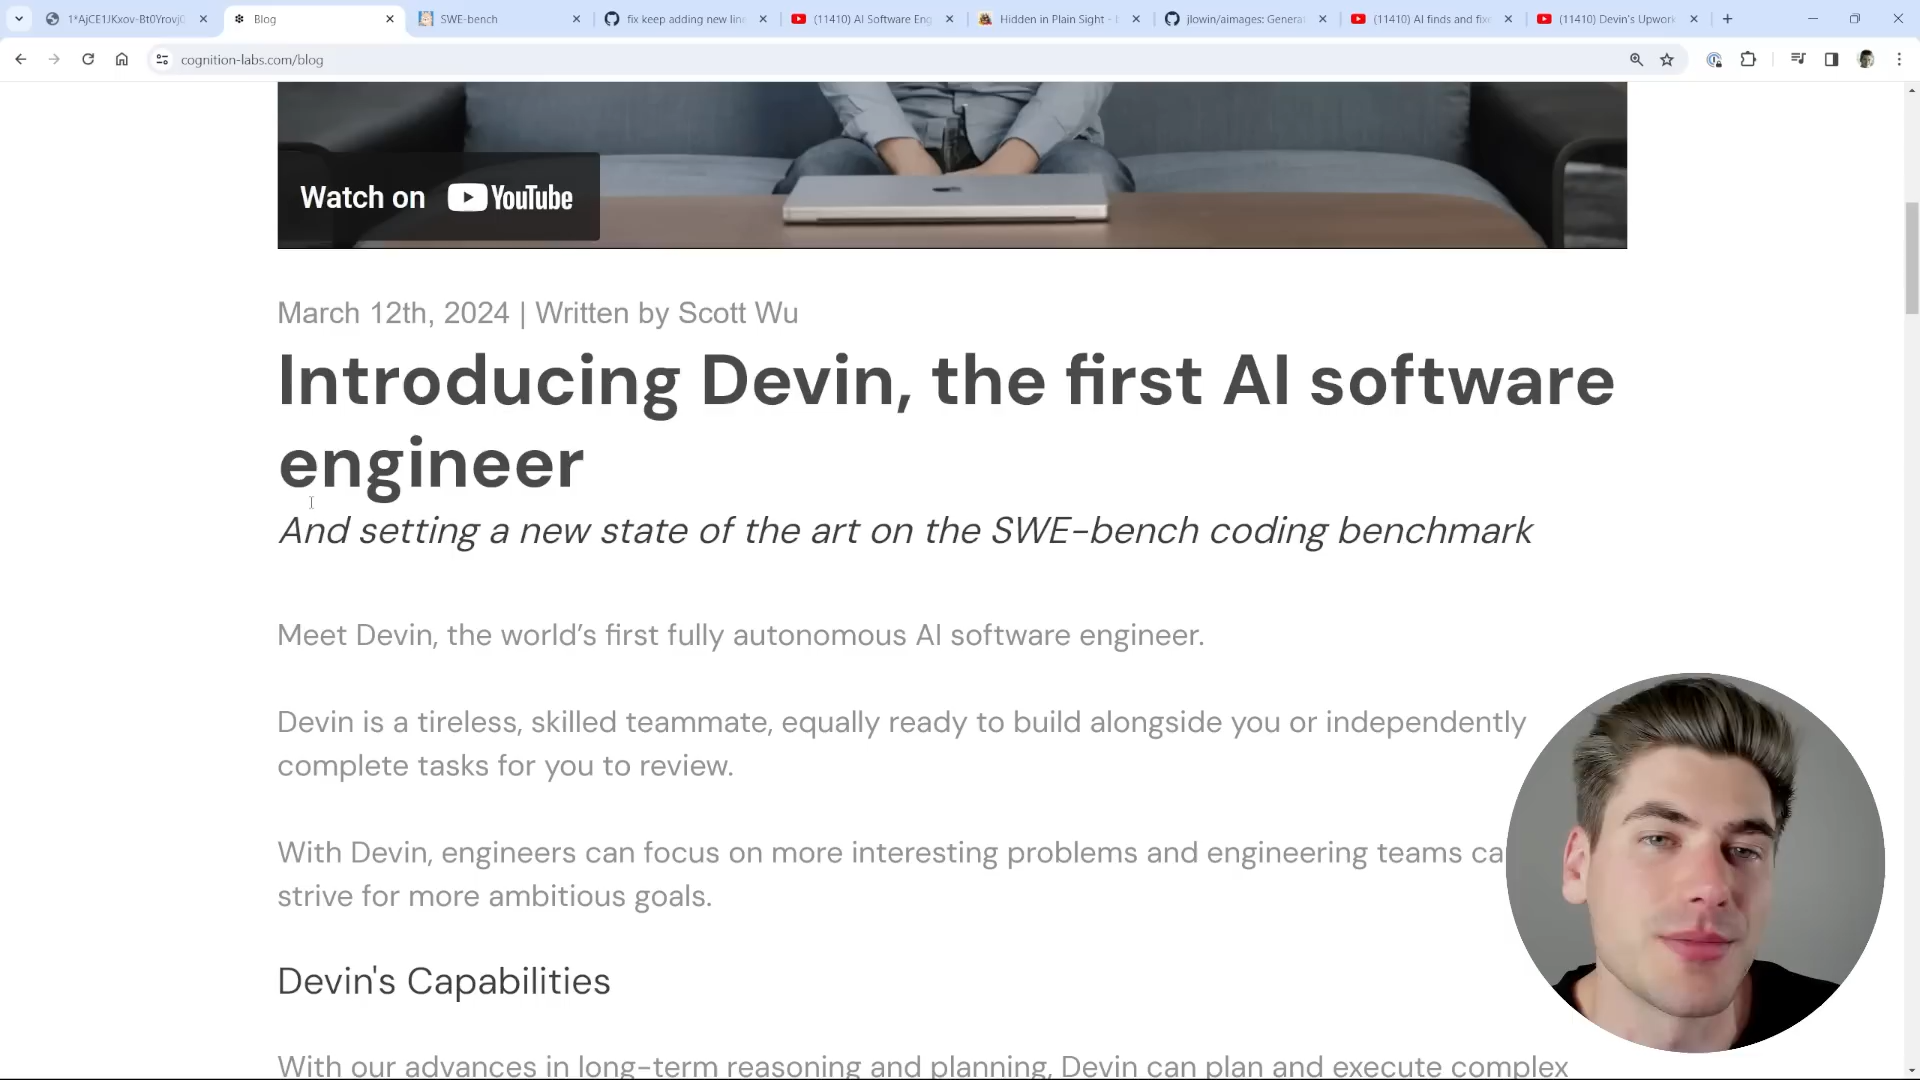 1*AjCE1JKxov-Bt0Yrovj
Blog
SWE-bench
fix keep adding new line
(11410) AI Software Eng
Hidden in Plain Sight -
jlowin/aimages: Genera
(11410) AI finds and fixe
(11410) Devin's Upwor
cognition-labs.com/blog
Watch on YouTube
March 12th, 2024 | Written by Scott Wu
Introducing Devin, the first AI software
engineer
And setting a new state of the art on the SWE-bench coding benchmark
Meet Devin, the world's first fully autonomous AI software engineer.
Devin is a tireless, skilled teammate, equally ready to build alongside you or independently
complete tasks for you to review.
With Devin, engineers can focus on more interesting problems and engineering teams ca
strive for more ambitious goals.
Devin's Capabilities
With our advances in long-term reasoning and planning, Devin can plan and execute complex